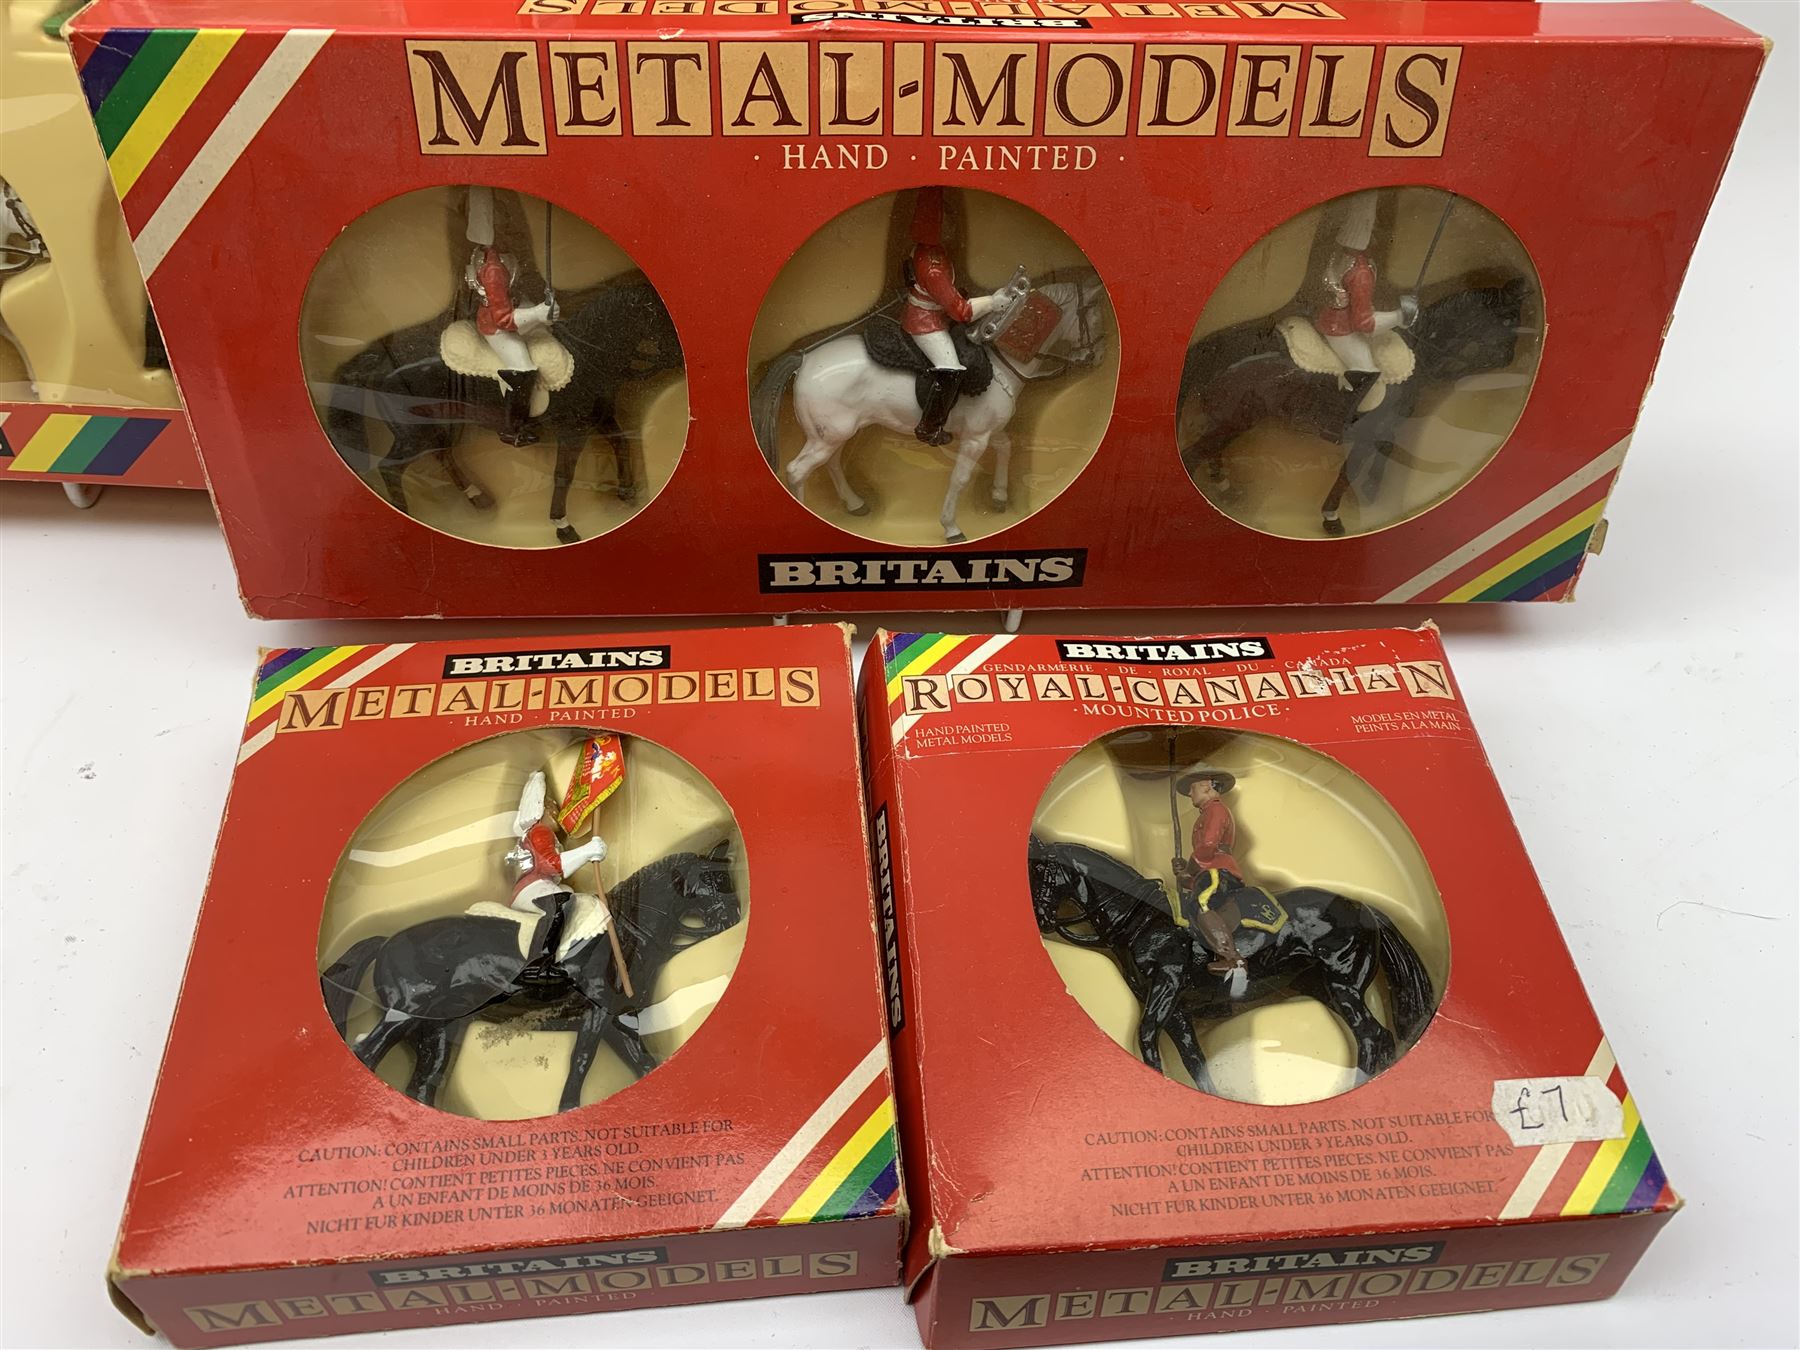 METAL-MODELS
BRITAINS
METAL-MODELS
· HAND · PAINTED ·
BRITAINS
BRITAINS
METAL-MODELS
· HAND · PAINTED ·
CAUTION: CONTAINS SMALL PARTS. NOT SUITABLE FOR
CHILDREN UNDER 3 YEARS OLD.
ATTENTION! CONTIENT PETITES PIECES. NE CONVIENT PAS
A UN ENFANT DE MOINS DE 36 MOIS.
NICHT FUR KINDER UNTER 36 MONATEN GEEIGNET.
BRITAINS
METAL-MODELS
· HAND · PAINTED ·
BRITAINS
GENDARMERIE · DE · ROYAL · DU · CANADA
ROYAL-CANADIAN
· MOUNTED POLICE ·
HAND PAINTED
METAL MODELS
MODELS EN METAL
PEINTS A LA MAIN
BRITAINS
£7
CAUTION: CONTAINS SMALL PARTS. NOT SUITABLE FOR
CHILDREN UNDER 3 YEARS OLD.
ATTENTION! CONTIENT PETITES PIECES. NE CONVIENT PAS
A UN ENFANT DE MOINS DE 36 MOIS.
NICHT FUR KINDER UNTER 36 MONATEN GEEIGNET.
BRITAINS
METAL-MODELS
· HAND · PAINTED ·